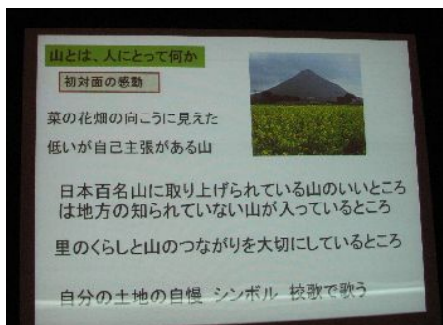 山とは、人にとって何か
初対面の感動
菜の花畑の向こうに見えた
低いが自己主張がある山
日本百名山に取り上げられている山のいいところ
は地方の知られていない山が入っているところ
里のくらしと山のつながりを大切にしているところ
自分の土地の自慢 シンボル 校歌で歌う